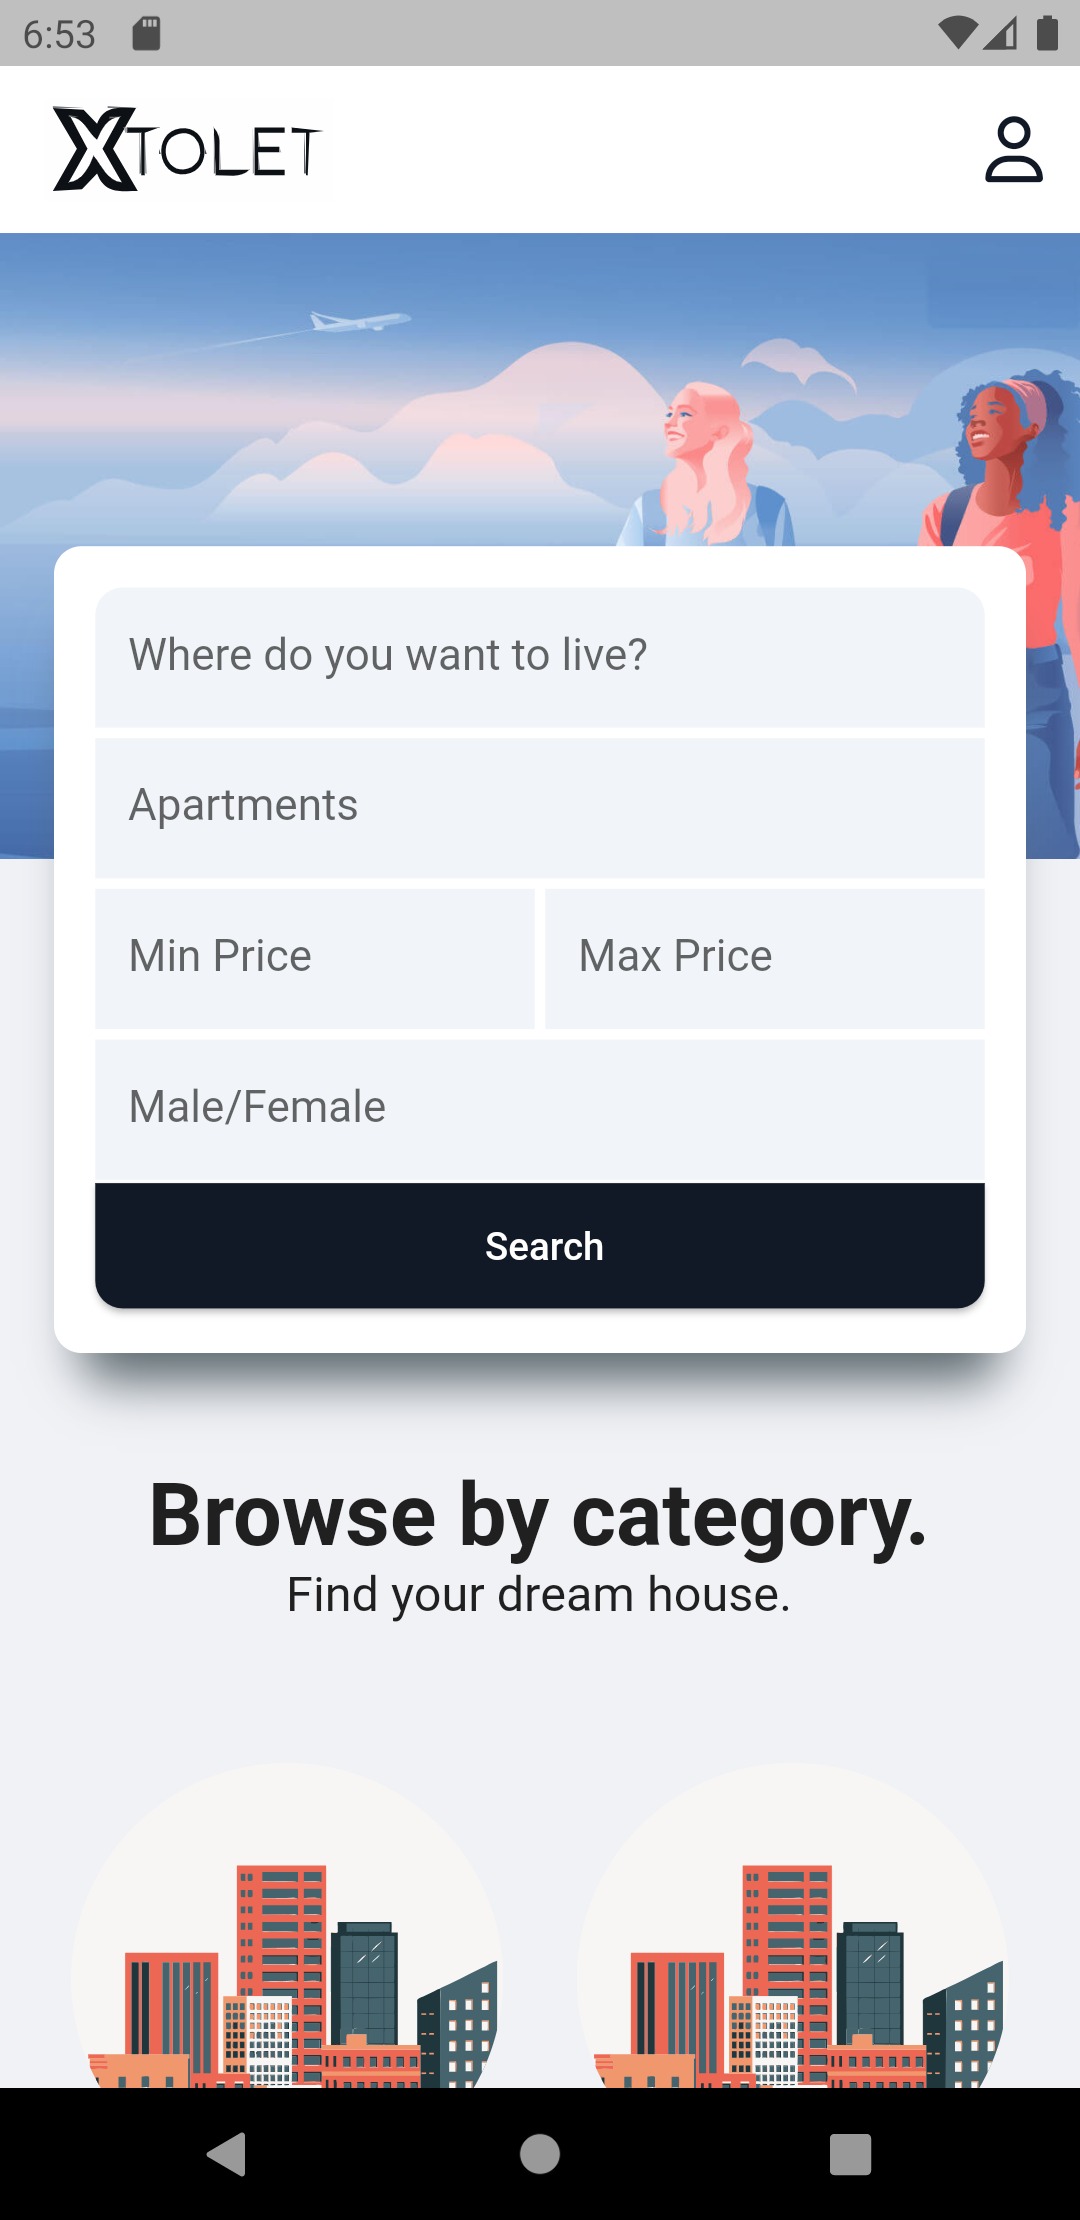 6:53
XTOLET
Where do you want to live?
Apartments
Min Price
Max Price
Male/Female
Search
Browse by category.
Find your dream house.